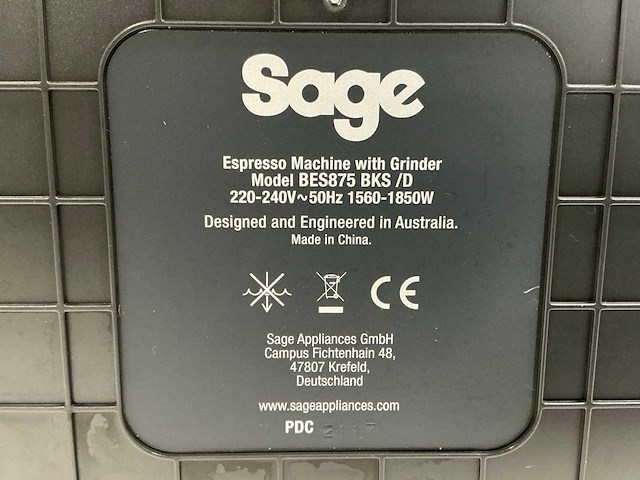 Sage
Espresso Machine with Grinder
Model BES875 BKS /D
220-240V~50Hz 1560-1850W
Designed and Engineered in Australia.
Made in China.
CE
Sage Appliances GmbH
Campus Fichtenhain 48,
47807 Krefeld,
Deutschland
www.sageappliances.com
PDC